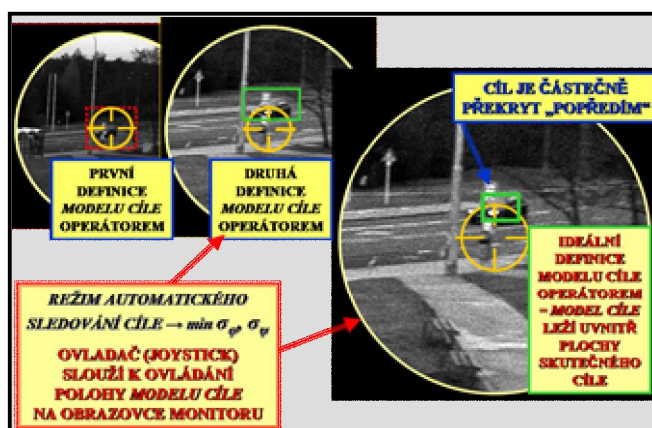 PRVNÍ
DEFINICE
MODELU CÍLE
OPERÁTOREM
DRUHÁ
DEFINICE
MODELU CÍLE
OPERÁTOREM
CÍL JE ČÁSTEČNĚ
PŘEKRYT „POPŘEDÍM“
REŽIM AUTOMATICKÉHO
SLEDOVÁNÍ CÍLE → min σφ, σψ
OVLADAČ (JOYSTICK)
SLOUŽÍ K OVLÁDÁNÍ
POLOHY MODELU CÍLE
NA OBRAZOVCE MONITORU
IDEÁLNÍ
DEFINICE
MODELU CÍLE
OPERÁTOREM
– MODEL CÍLE
LEŽÍ UVNITŘ
PLOCHY
SKUTEČNÉHO
CÍLE